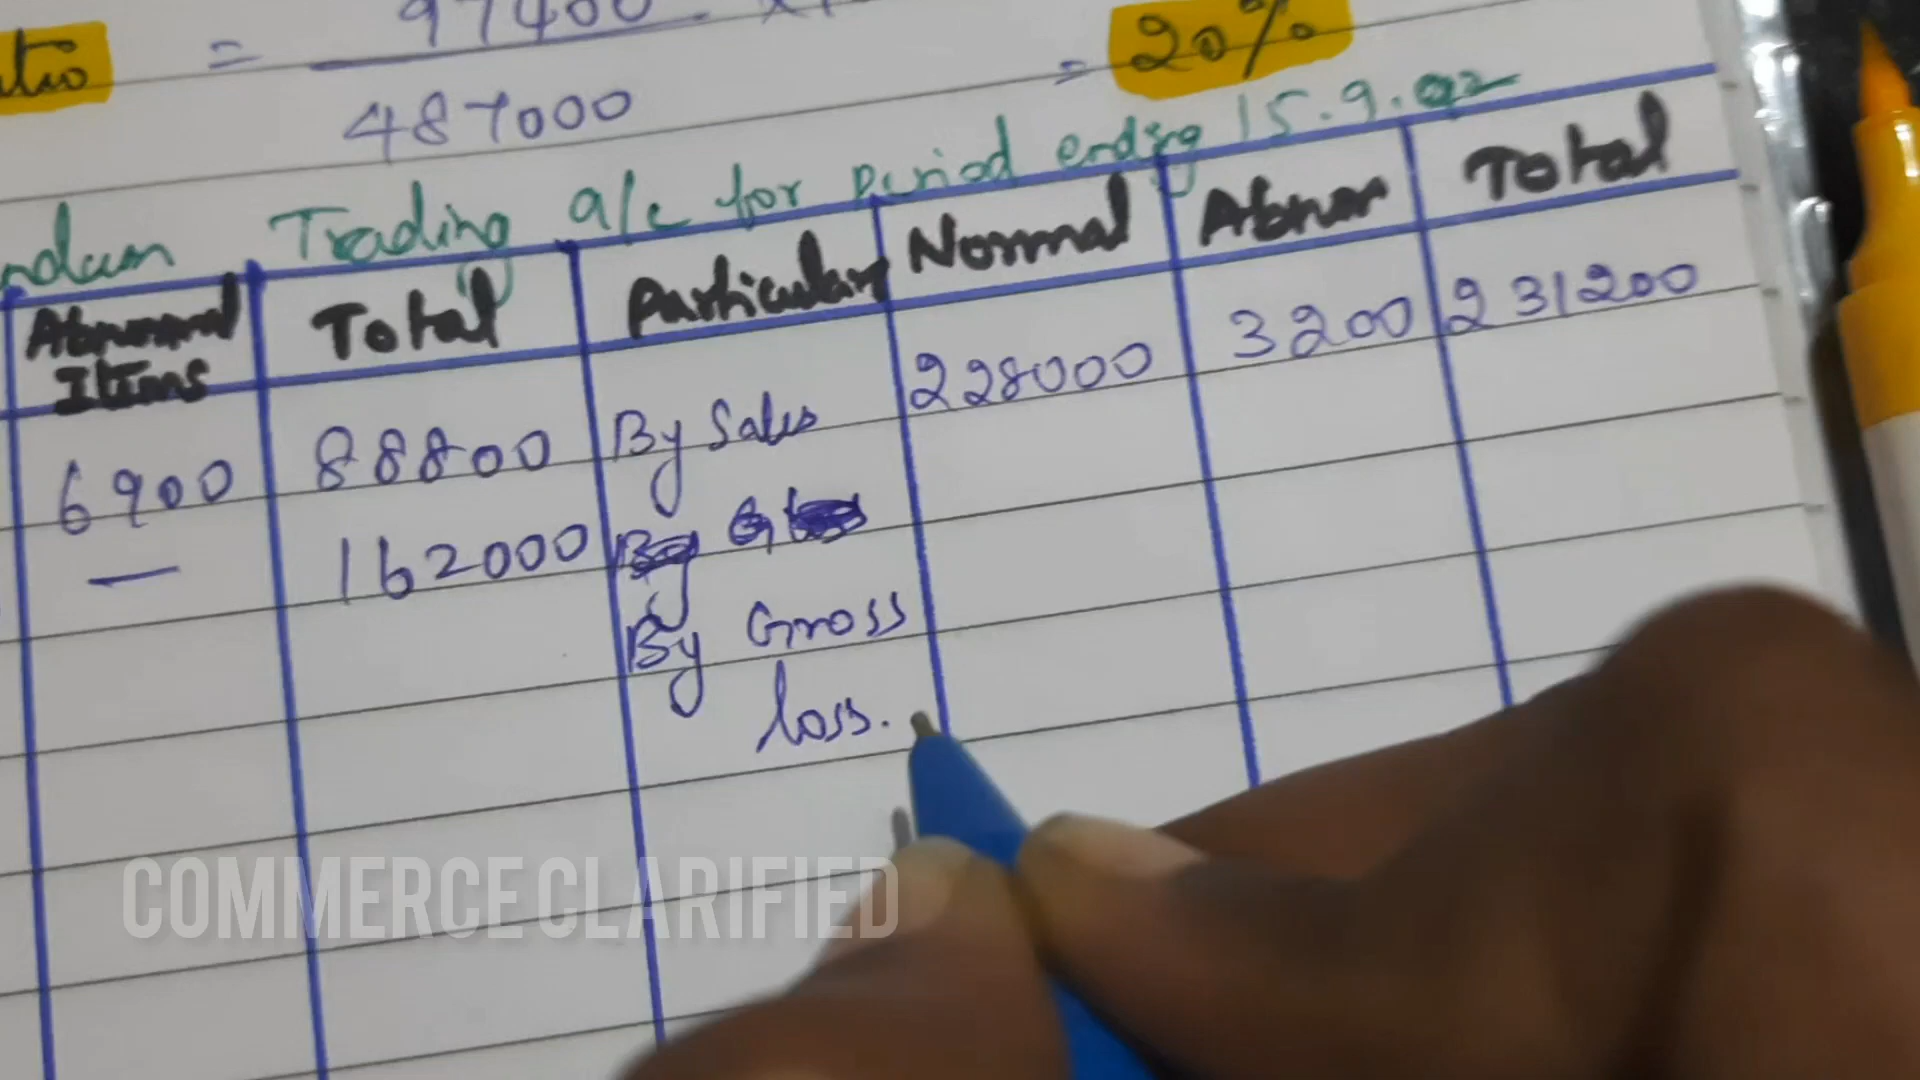 = 97400
487000
= 20%
Trading a/c for period ending 15.9.
Abnormal Items Total Particulars Normal Abnor Total
6900 88800 By Sales 228000 3200 231200
— 162000
By Gross
loss.
COMMERCE CLARIFIED